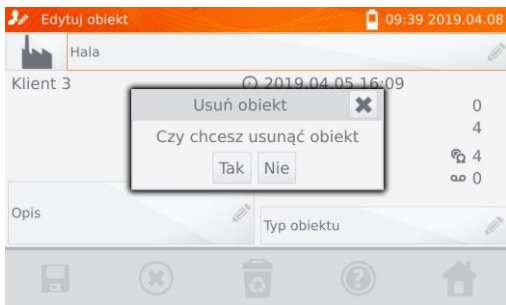 Edytuj obiekt
09:39 2019.04.08
Hala
Klient 3
2019.04.05 16:09
Usuń obiekt
0
Czy chcesz usunąć obiekt
4
Tak Nie
4
0
Opis
Typ obiektu